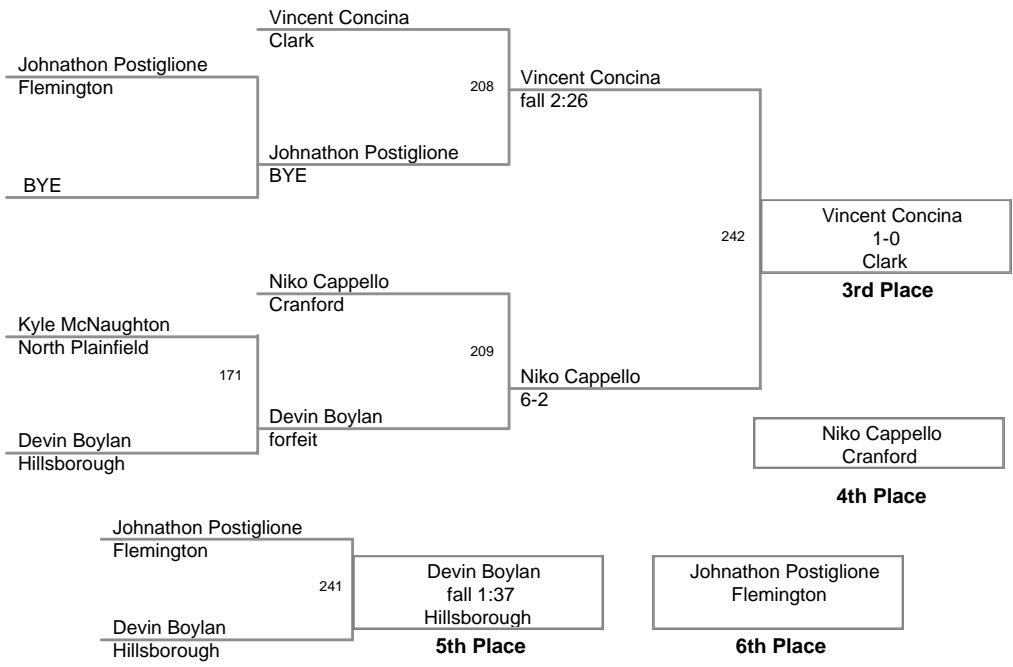 Vincent Concina
Clark
Johnathon Postiglione
Flemington
208
Vincent Concina
fall 2:26
Johnathon Postiglione
BYE
BYE
242
Vincent Concina
1-0
Clark
3rd Place
Niko Cappello
Cranford
Kyle McNaughton
North Plainfield
209
171
Niko Cappello
6-2
Devin Boylan
forfeit
Devin Boylan
Hillsborough
Niko Cappello
Cranford
4th Place
Johnathon Postiglione
Flemington
241
Devin Boylan
fall 1:37
Hillsborough
5th Place
Devin Boylan
Hillsborough
Johnathon Postiglione
Flemington
6th Place